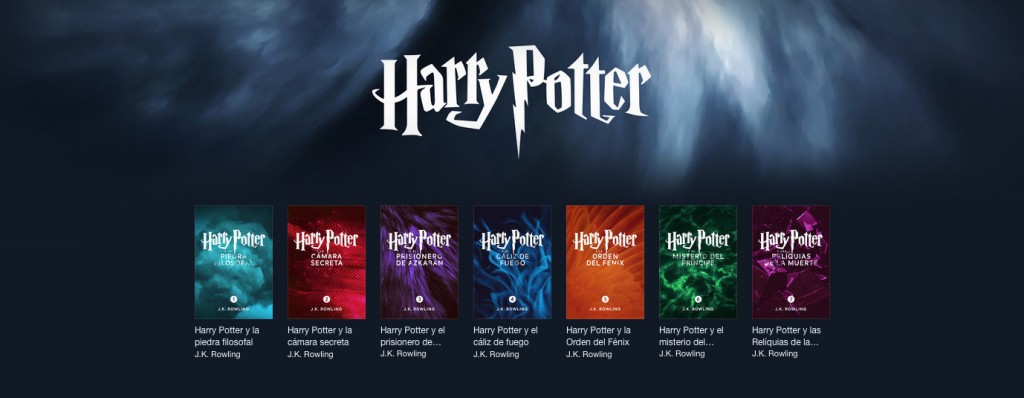 Harry Potter
Harry Potter
PIEDRA
FILOSOFAL
1
J.K. ROWLING
Harry Potter
CÁMARA
SECRETA
2
J.K. ROWLING
Harry Potter
PRISIONERO
DE AZKABAN
3
J.K. ROWLING
Harry Potter
CÁLIZ DE
FUEGO
4
J.K. ROWLING
Harry Potter
ORDEN
DEL FÉNIX
5
J.K. ROWLING
Harry Potter
MISTERIO DEL
PRÍNCIPE
6
J.K. ROWLING
Harry Potter
RELIQUIAS
DE LA MUERTE
7
J.K. ROWLING
Harry Potter y la
piedra filosofal
J.K. Rowling
Harry Potter y la
cámara secreta
J.K. Rowling
Harry Potter y el
prisionero de...
J.K. Rowling
Harry Potter y el
cáliz de fuego
J.K. Rowling
Harry Potter y la
Orden del Fénix
J.K. Rowling
Harry Potter y el
misterio del...
J.K. Rowling
Harry Potter y las
Relíquias de la...
J.K. Rowling